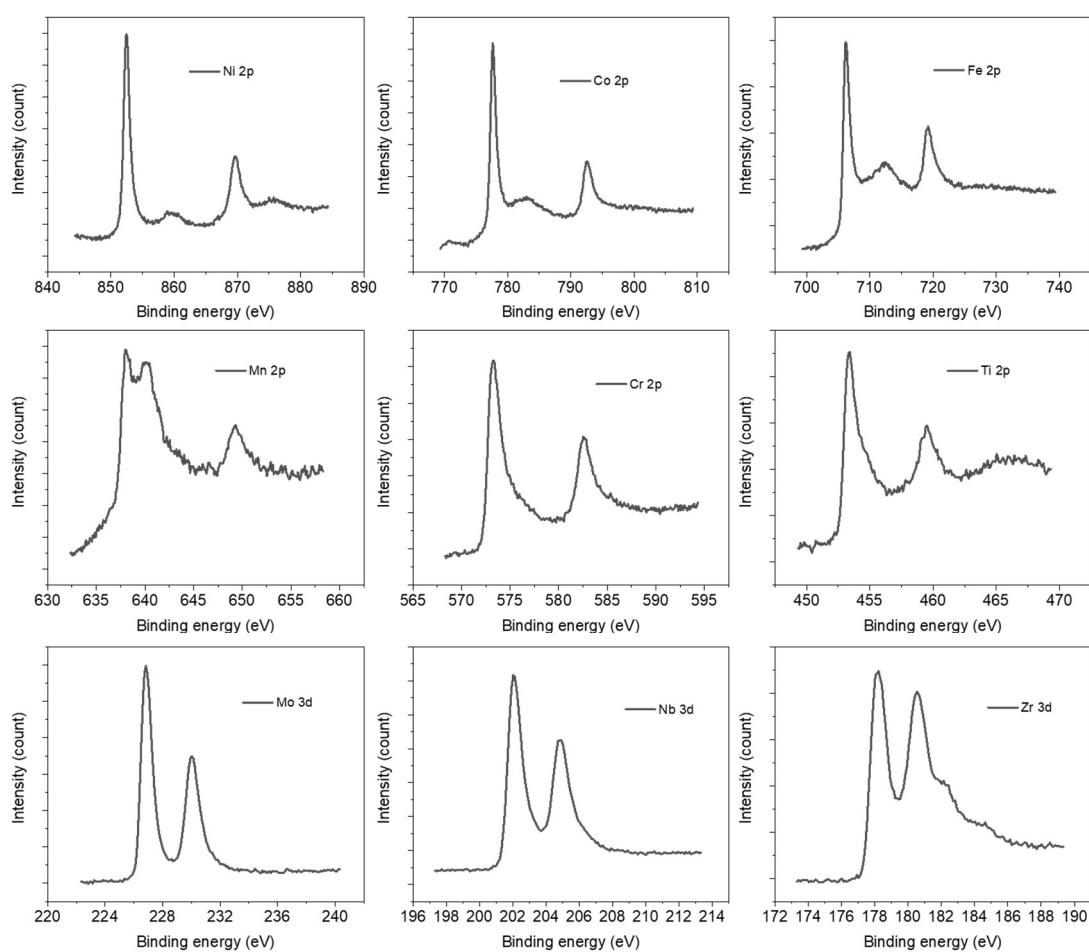 Intensity (count)
Ni 2p
840 850 860 870 880 890
Binding energy (eV)
Intensity (count)
Co 2p
770 780 790 800 810
Binding energy (eV)
Intensity (count)
Fe 2p
700 710 720 730 740
Binding energy (eV)
Intensity (count)
Mn 2p
630 635 640 645 650 655 660
Binding energy (eV)
Intensity (count)
Cr 2p
565 570 575 580 585 590 595
Binding energy (eV)
Intensity (count)
Ti 2p
450 455 460 465 470
Binding energy (eV)
Intensity (count)
Mo 3d
220 224 228 232 236 240
Binding energy (eV)
Intensity (count)
Nb 3d
196 198 200 202 204 206 208 210 212 214
Binding energy (eV)
Intensity (count)
Zr 3d
172 174 176 178 180 182 184 186 188 190
Binding energy (eV)